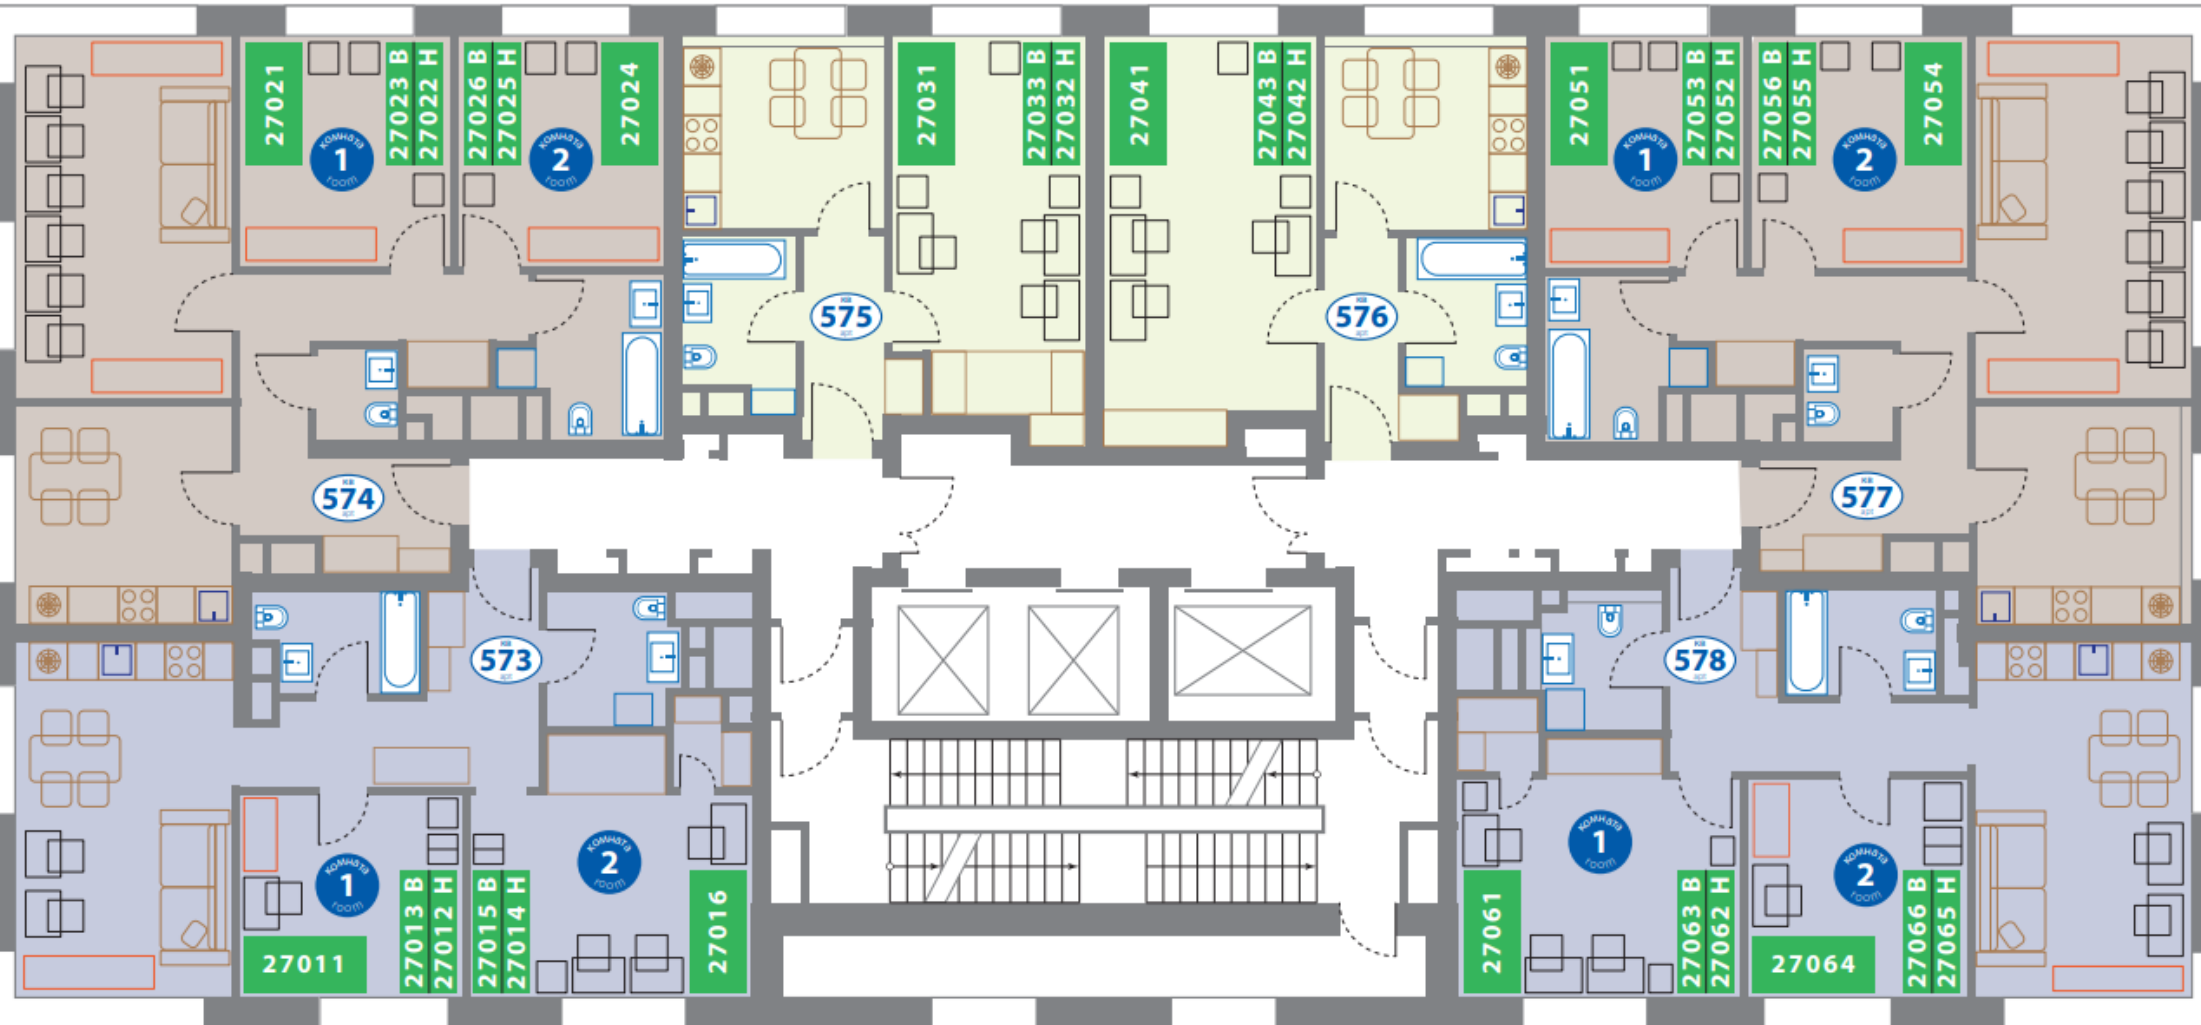 27021
комната
1
room
27023 В
27022 Н
27026 В
27025 Н
комната
2
room
27024
27031
27033 В
27032 Н
27041
27043 В
27042 Н
27051
комната
1
room
27053 В
27052 Н
27056 В
27055 Н
комната
2
room
27054
кв
575
apt
кв
576
apt
кв
574
apt
кв
577
apt
кв
573
apt
кв
578
apt
27011
комната
1
room
27013 В
27012 Н
27015 В
27014 Н
комната
2
room
27016
27061
комната
1
room
27063 В
27062 Н
27064
комната
2
room
27066 В
27065 Н